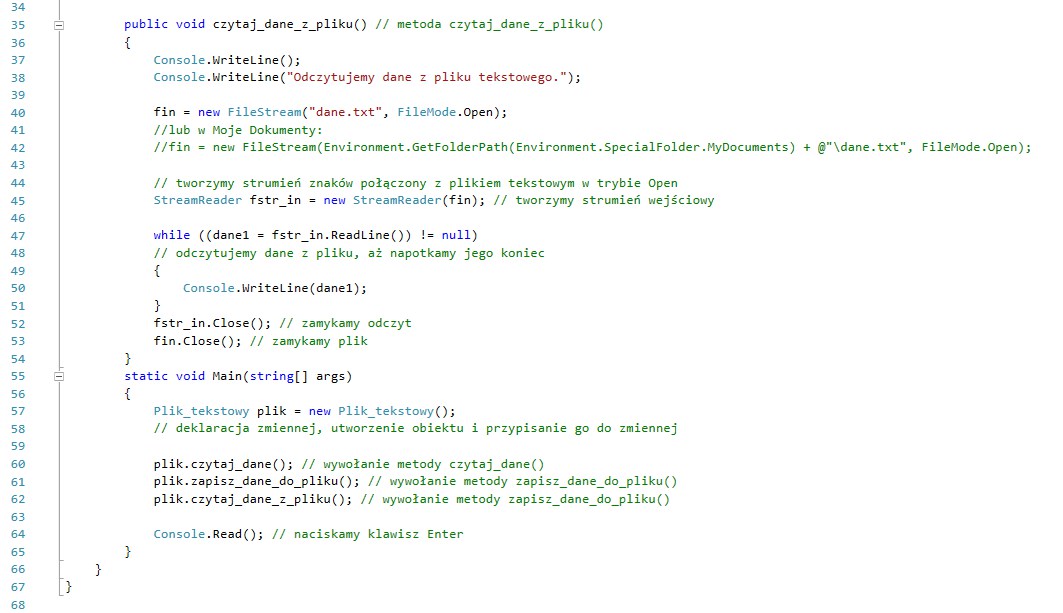 34
35 public void czytaj_dane_z_pliku() // metoda czytaj_dane_z_pliku()
36 {
37 Console.WriteLine();
38 Console.WriteLine("Odczytujemy dane z pliku tekstowego.");
39
40 fin = new FileStream("dane.txt", FileMode.Open);
41 //lub w Moje Dokumenty:
42 //fin = new FileStream(Environment.GetFolderPath(Environment.SpecialFolder.MyDocuments) + @"\dane.txt", FileMode.Open);
43
44 // tworzymy strumień znaków połączony z plikiem tekstowym w trybie Open
45 StreamReader fstr_in = new StreamReader(fin); // tworzymy strumień wejściowy
46
47 while ((dane1 = fstr_in.ReadLine()) != null)
48 // odczytujemy dane z pliku, aż napotkamy jego koniec
49 {
50 Console.WriteLine(dane1);
51 }
52 fstr_in.Close(); // zamykamy odczyt
53 fin.Close(); // zamykamy plik
54 }
55 static void Main(string[] args)
56 {
57 Plik_tekstowy plik = new Plik_tekstowy();
58 // deklaracja zmiennej, utworzenie obiektu i przypisanie go do zmiennej
59
60 plik.czytaj_dane(); // wywołanie metody czytaj_dane()
61 plik.zapisz_dane_do_pliku(); // wywołanie metody zapisz_dane_do_pliku()
62 plik.czytaj_dane_z_pliku(); // wywołanie metody zapisz_dane_do_pliku()
63
64 Console.Read(); // naciskamy klawisz Enter
65 }
66 }
67 }
68